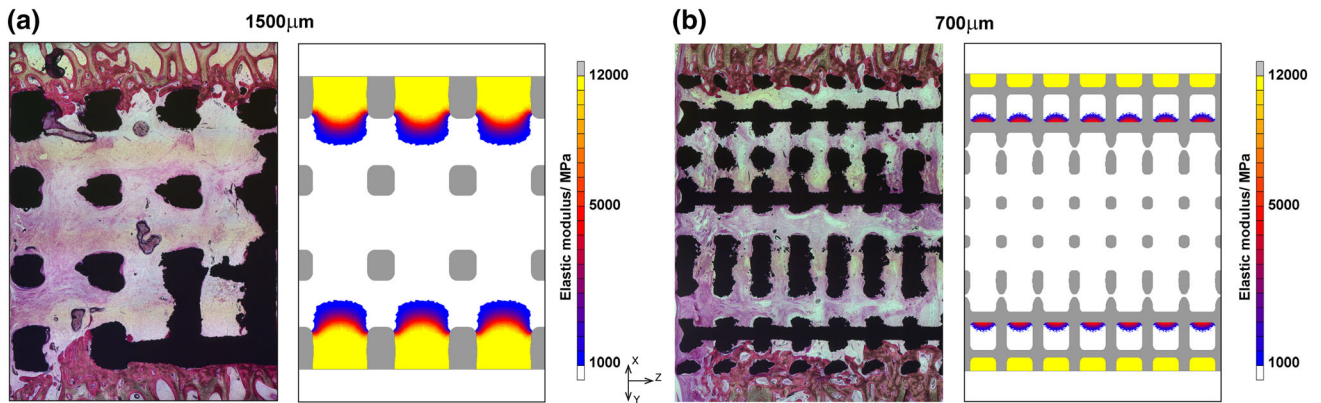 (a)
1500μm
12000
5000
1000
Elastic modulus/ MPa
X
Z
Y
(b)
700μm
12000
5000
1000
Elastic modulus/ MPa